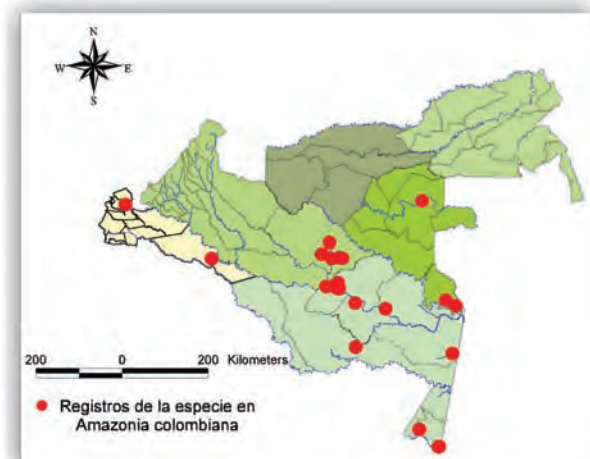 N
W E
S
200 0 200 Kilometers
Registros de la especie en
Amazonia colombiana